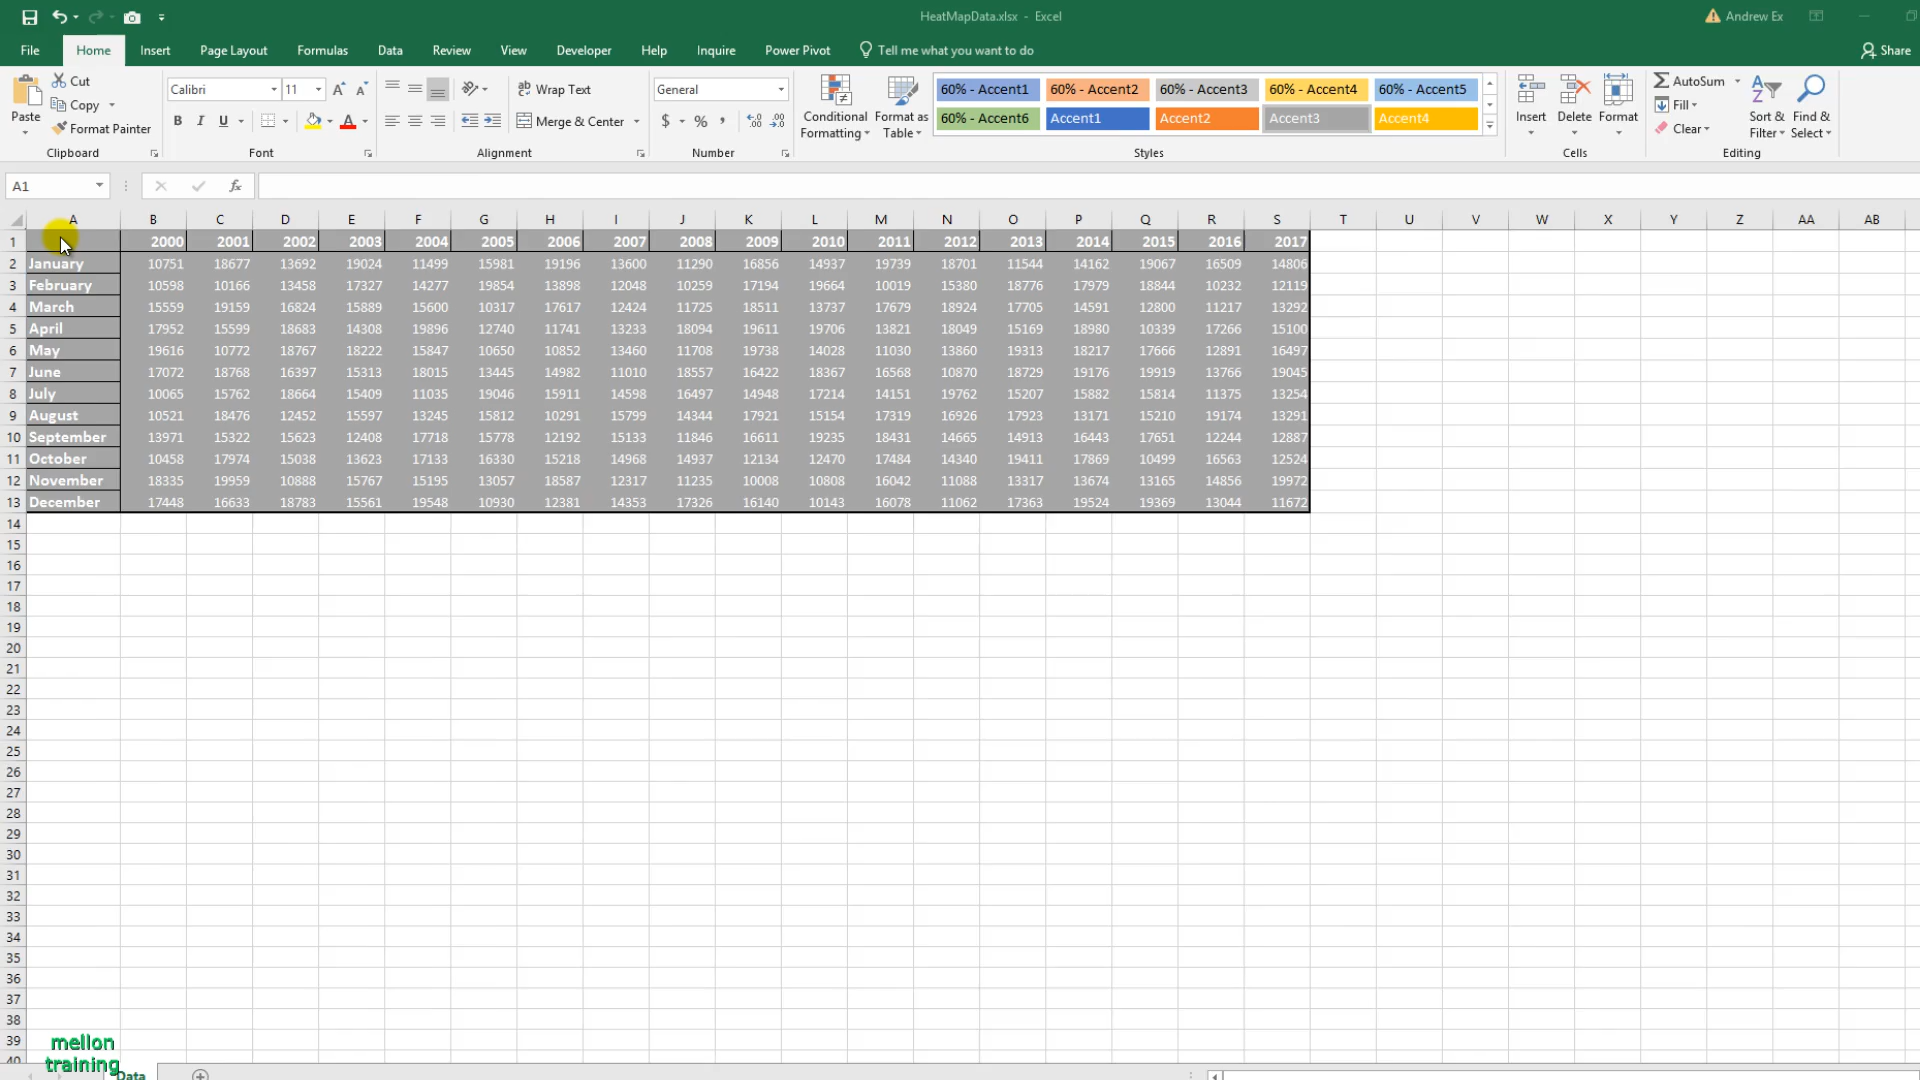 HeatMapData.xlsx - Excel
Andrew Ex
File Home Insert Page Layout Formulas Data Review View Developer Help Inquire Power Pivot Tell me what you want to do Share
Paste
Cut
Copy
Format Painter
Clipboard
Calibri 11
B I U
Font
Wrap Text
Merge & Center
Alignment
General
$ % ,
Number
Conditional Formatting
Format as Table
60% - Accent1 60% - Accent2 60% - Accent3 60% - Accent4 60% - Accent5
60% - Accent6 Accent1 Accent2 Accent3 Accent4
Styles
Insert Delete Format
Cells
AutoSum
Fill
Clear
Sort & Filter
Find & Select
Editing
A1 fx
A B C D E F G H I J K L M N O P Q R S T U V W X Y Z AA AB
1 2000 2001 2002 2003 2004 2005 2006 2007 2008 2009 2010 2011 2012 2013 2014 2015 2016 2017
2 January 10751 18677 13692 19024 11499 15981 19196 13600 11290 16856 14937 19739 18701 11544 14162 19067 16509 14806
3 February 10598 10166 13458 17327 14277 19854 13898 12048 10259 17194 19664 10019 15380 18776 17979 18844 10232 12119
4 March 15559 19159 16824 15889 15600 10317 17617 12424 11725 18511 13737 17679 18924 17705 14591 12800 11217 13292
5 April 17952 15599 18683 14308 19896 12740 11741 13233 18094 19611 19706 13821 18049 15169 18980 10339 17266 15100
6 May 19616 10772 18767 18222 15847 10650 10852 13460 11708 19738 14028 11030 13860 19313 18217 17666 12891 16497
7 June 17072 18768 16397 15313 18015 13445 14982 11010 18557 16422 18367 16568 10870 18729 19176 19919 13766 19045
8 July 10065 15762 18664 15409 11035 19046 15911 14598 16497 14948 17214 14151 19762 15207 15882 15814 11375 13254
9 August 10521 18476 12452 15597 13245 15812 10291 15799 14344 17921 15154 17319 16926 17923 13171 15210 19174 13291
10 September 13971 15322 15623 12408 17718 15778 12192 15133 11846 16611 19235 18431 14665 14913 16443 17651 12244 12887
11 October 10458 17974 15038 13623 17133 16330 15218 14968 14937 12134 12470 17484 14340 19411 17869 10499 16563 12524
12 November 18335 19959 10888 15767 15195 13057 18587 12317 11235 10008 10808 16042 11088 13317 13674 13165 14856 19972
13 December 17448 16633 18783 15561 19548 10930 12381 14353 17326 16140 10143 16078 11062 17363 19524 19369 13044 11672
14
15
16
17
18
19
20
21
22
23
24
25
26
27
28
29
30
31
32
33
34
35
36
37
38
39
40
mellon
training
Data